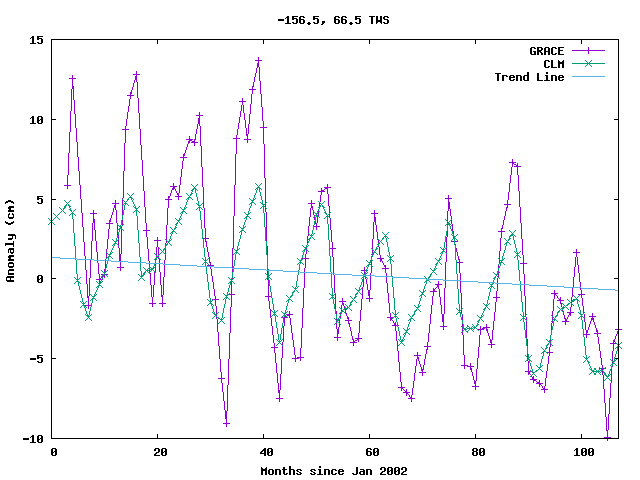 -156.5, 66.5 TWS
15
10
5
0
-5
-10
Anomaly (cm)
GRACE
CLM
Trend Line
0 20 40 60 80 100
Months since Jan 2002